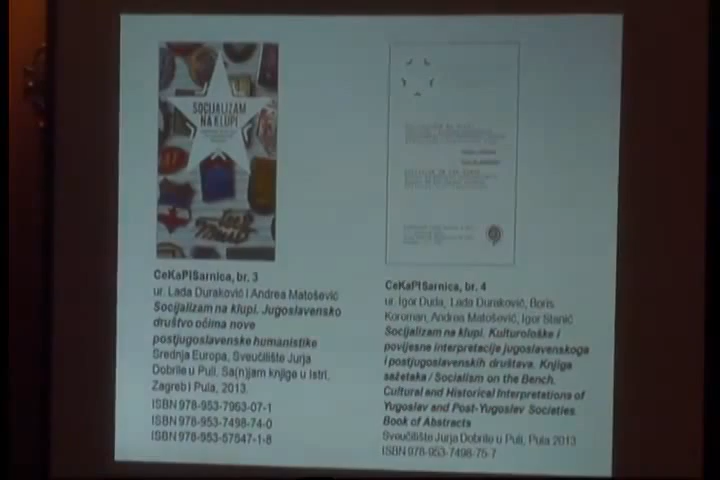 SOCIJALIZAM
NA KLUPI
CeKaPISarnica, br. 3
ur. Lada Duraković i Andrea Matošević
Socijalizam na klupi. Jugoslavensko
društvo očima nove
postjugoslavenske humanistike
Srednja Europa, Sveučilište Jurja
Dobrile u Puli, Sa(n)jam knjige u Istri,
Zagreb i Pula, 2013.
ISBN 978-953-7963-07-1
ISBN 978-953-7498-74-0
ISBN 978-953-57647-1-8
CeKaPISarnica, br. 4
ur. Igor Duda, Lada Duraković, Boris
Koroman, Andrea Matošević, Igor Stanić
Socijalizam na klupi. Kulturološke i
povijesne interpretacije jugoslavenskoga
i postjugoslavenskih društava. Knjiga
sažetaka / Socialism on the Bench.
Cultural and Historical Interpretations of
Yugoslav and Post-Yugoslav Societies.
Book of Abstracts
Sveučilište Jurja Dobrile u Puli, Pula 2013.
ISBN 978-953-7498-75-7